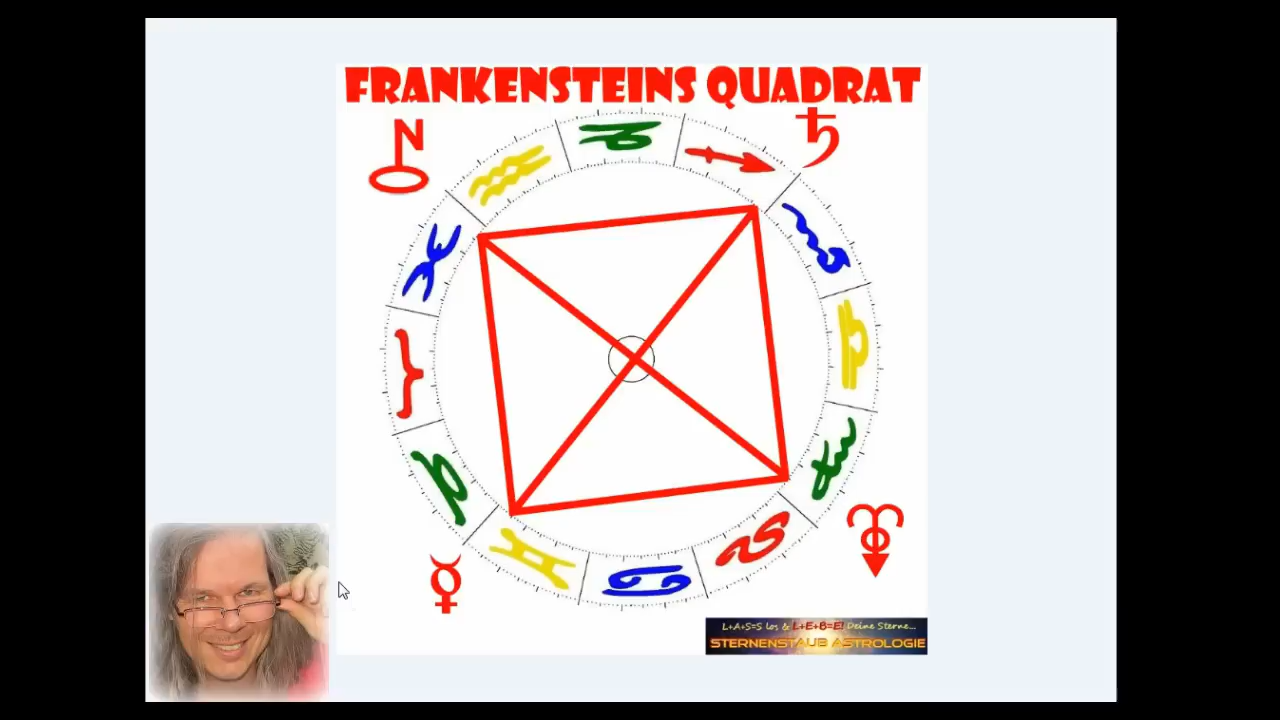 FRANKENSTEINS QUADRAT
N
L+A+S=S los & L+E+B=E! Deine Sterne...
STERNENSTAUB ASTROLOGIE